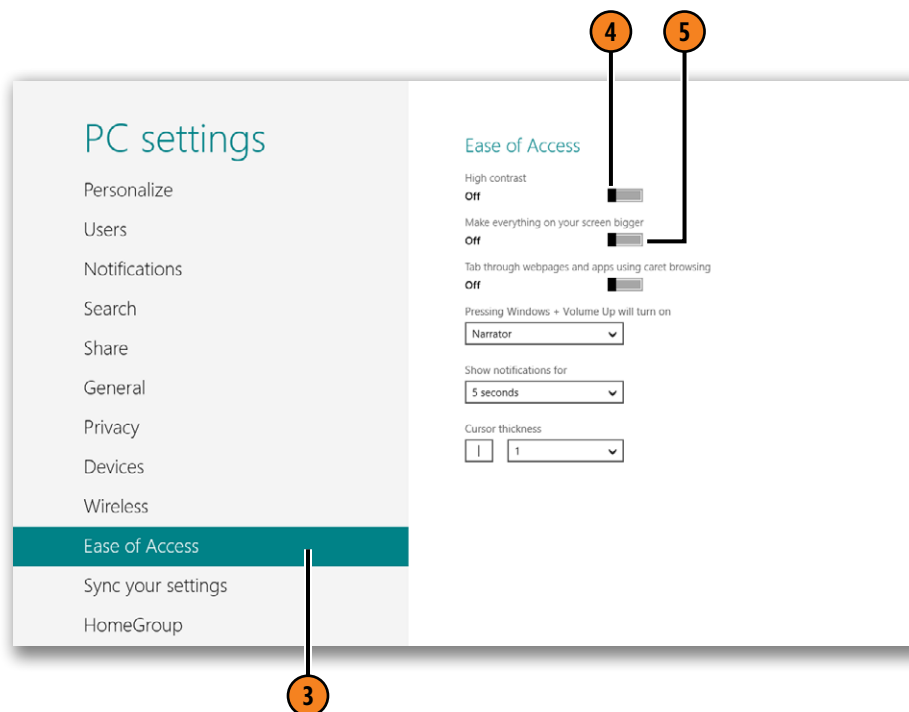 4 5
PC settings
Personalize
Users
Notifications
Search
Share
General
Privacy
Devices
Wireless
Ease of Access
Sync your settings
HomeGroup
Ease of Access
High contrast
Off
Make everything on your screen bigger
Off
Tab through webpages and apps using caret browsing
Off
Pressing Windows + Volume Up will turn on
Narrator
Show notifications for
5 seconds
Cursor thickness
| 1
3